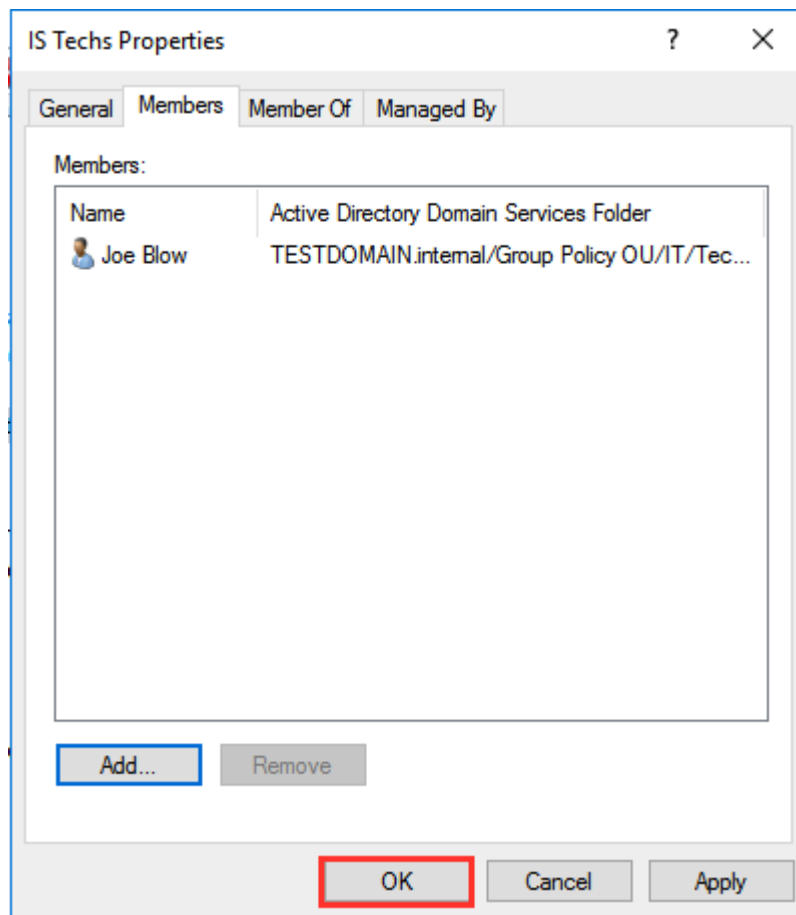 IS Techs Properties ?
General Members Member Of Managed By
Members:
Name Active Directory Domain Services Folder
Joe Blow TESTDOMAIN.internal/Group Policy OU/IT/Tec...
Add... Remove
OK Cancel Apply